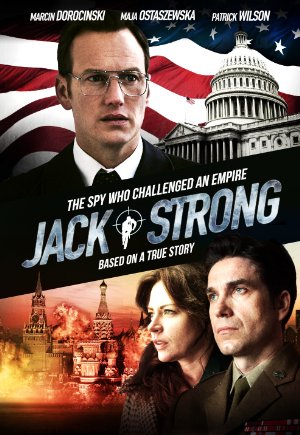 MARCIN DOROCINSKI MAJA OSTASZEWSKA PATRICK WILSON
THE SPY WHO CHALLENGED AN EMPIRE
JACK STRONG
BASED ON A TRUE STORY